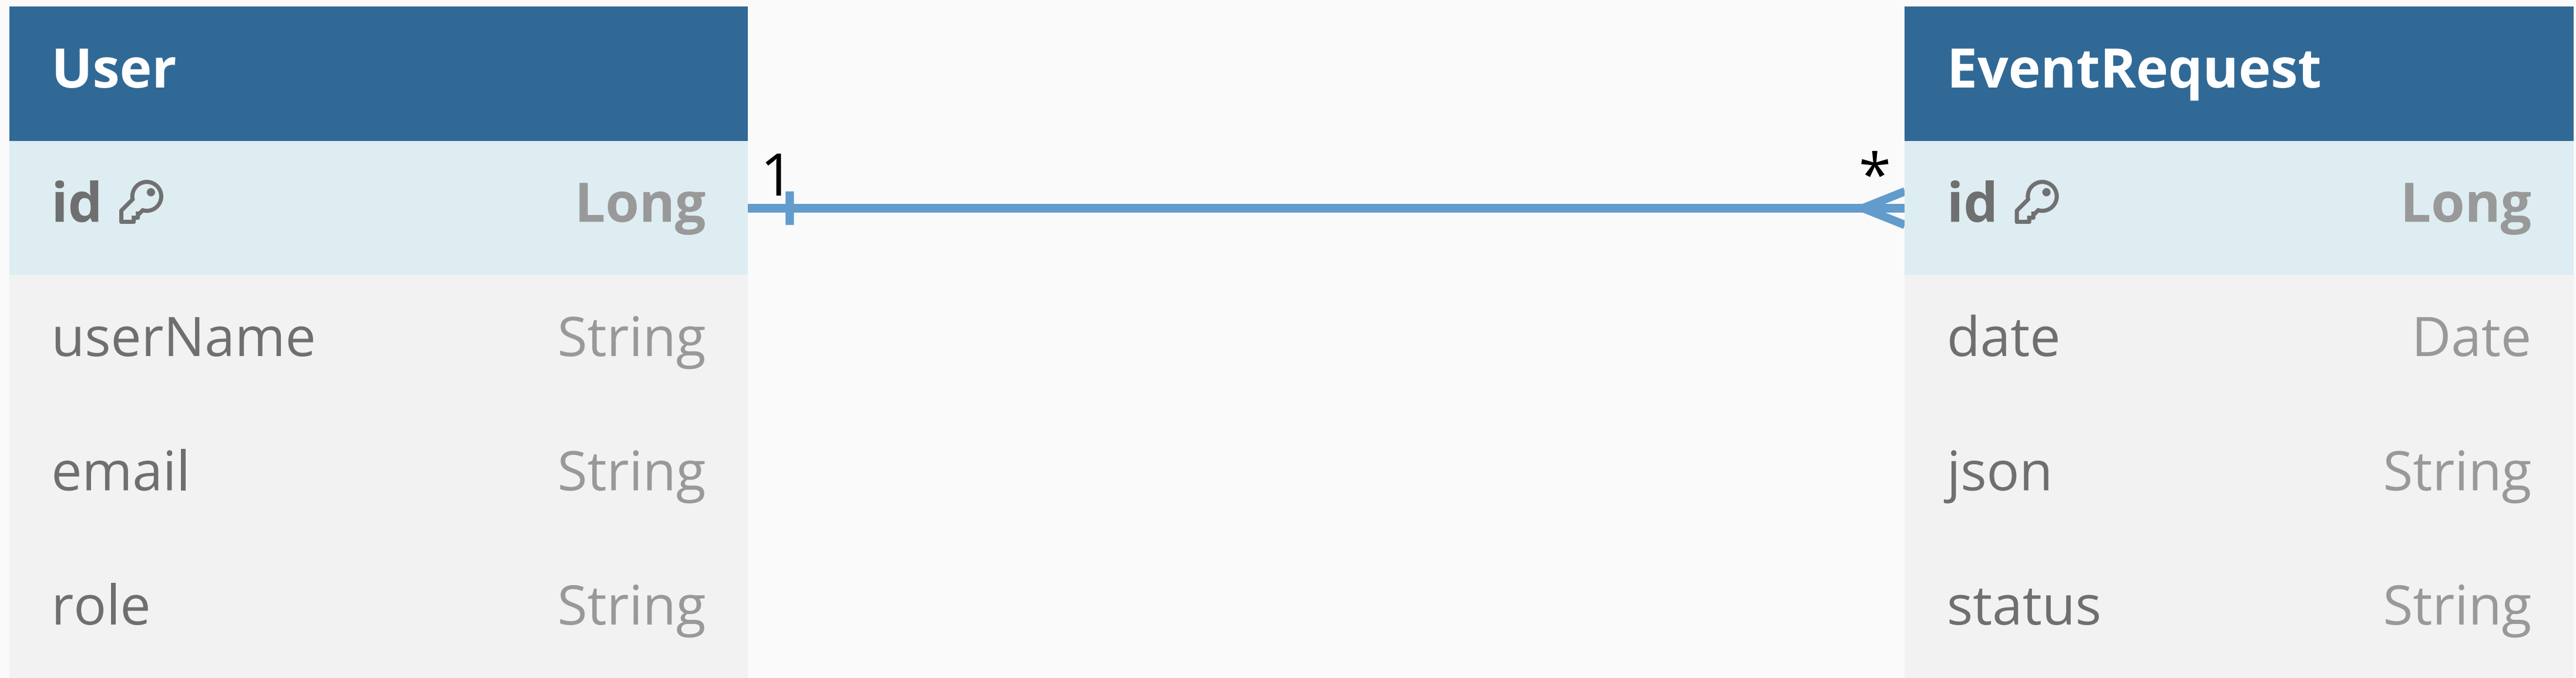 User
id Long
userName String
email String
role String
1 *
EventRequest
id Long
date Date
json String
status String